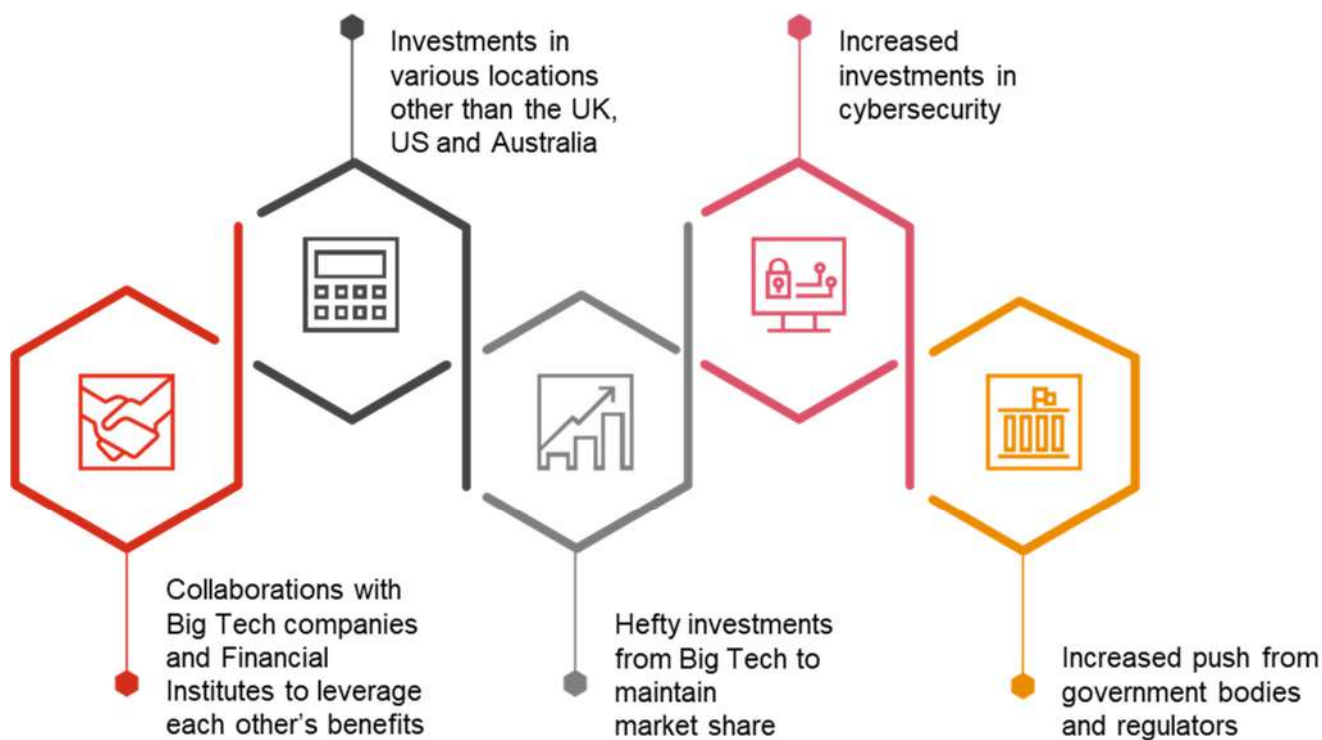 Investments in
various locations
other than the UK,
US and Australia
Increased
investments in
cybersecurity
Collaborations with
Big Tech companies
and Financial
Institutes to leverage
each other's benefits
Hefty investments
from Big Tech to
maintain
market share
Increased push from
government bodies
and regulators